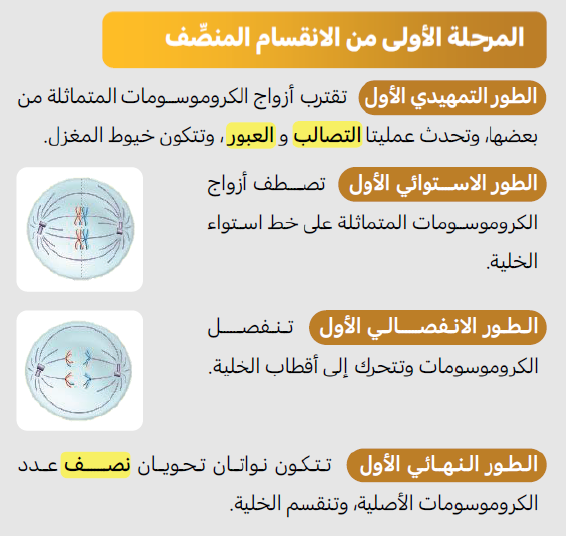 المرحلة الأولى من الانقسام المنصِّف
الطور التمهيدي الأول تقترب أزواج الكروموسومات المتماثلة من
بعضها، وتحدث عمليتا التصالب و العبور ، وتتكون خيوط المغزل.
الطور الاستوائي الأول تصطف أزواج
الكروموسومات المتماثلة على خط استواء
الخلية.
الطور الانفصالي الأول تنفصل
الكروموسومات وتتحرك إلى أقطاب الخلية.
الطور النهائي الأول تتكون نواتان تحويان نصف عدد
الكروموسومات الأصلية، وتنقسم الخلية.